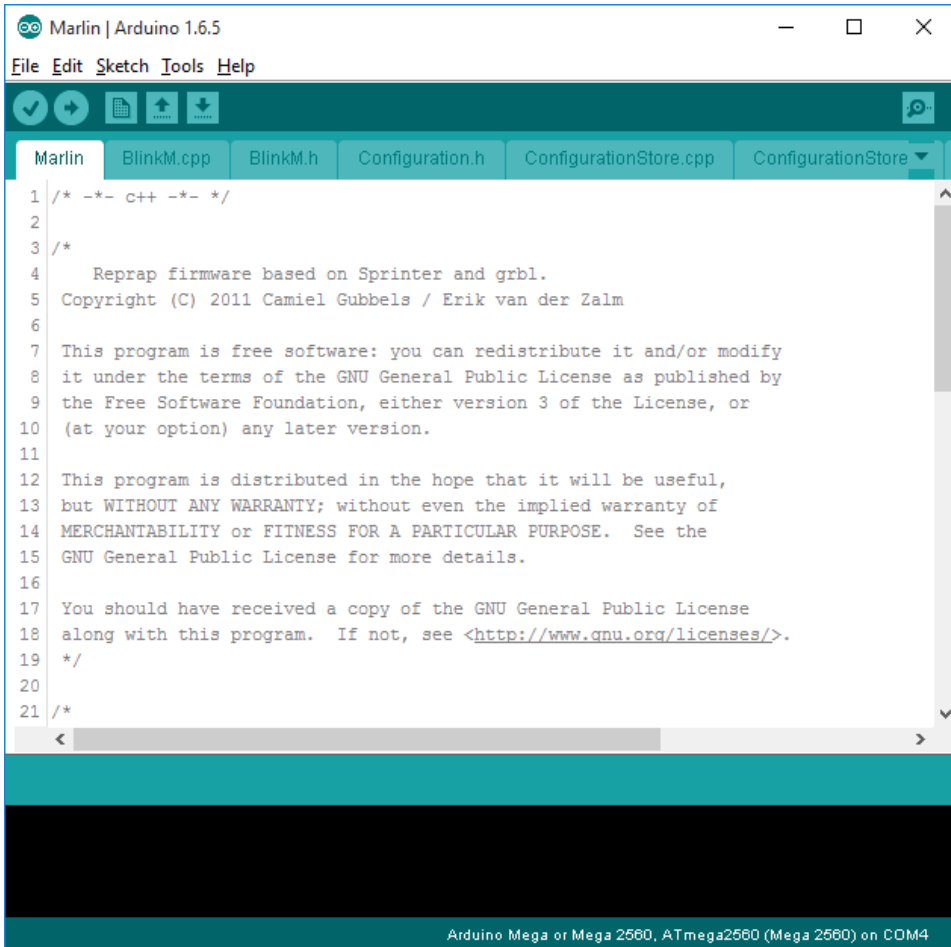 Marlin | Arduino 1.6.5
File Edit Sketch Tools Help
Marlin BlinkM.cpp BlinkM.h Configuration.h ConfigurationStore.cpp ConfigurationStore
1 /* -*- c++ -*- */
2
3 /*
4 Reprap firmware based on Sprinter and grbl.
5 Copyright (C) 2011 Camiel Gubbels / Erik van der Zalm
6
7 This program is free software: you can redistribute it and/or modify
8 it under the terms of the GNU General Public License as published by
9 the Free Software Foundation, either version 3 of the License, or
10 (at your option) any later version.
11
12 This program is distributed in the hope that it will be useful,
13 but WITHOUT ANY WARRANTY; without even the implied warranty of
14 MERCHANTABILITY or FITNESS FOR A PARTICULAR PURPOSE.  See the
15 GNU General Public License for more details.
16
17 You should have received a copy of the GNU General Public License
18 along with this program.  If not, see <http://www.gnu.org/licenses/>.
19 */
20
21 /*
Arduino Mega or Mega 2560, ATmega2560 (Mega 2560) on COM4